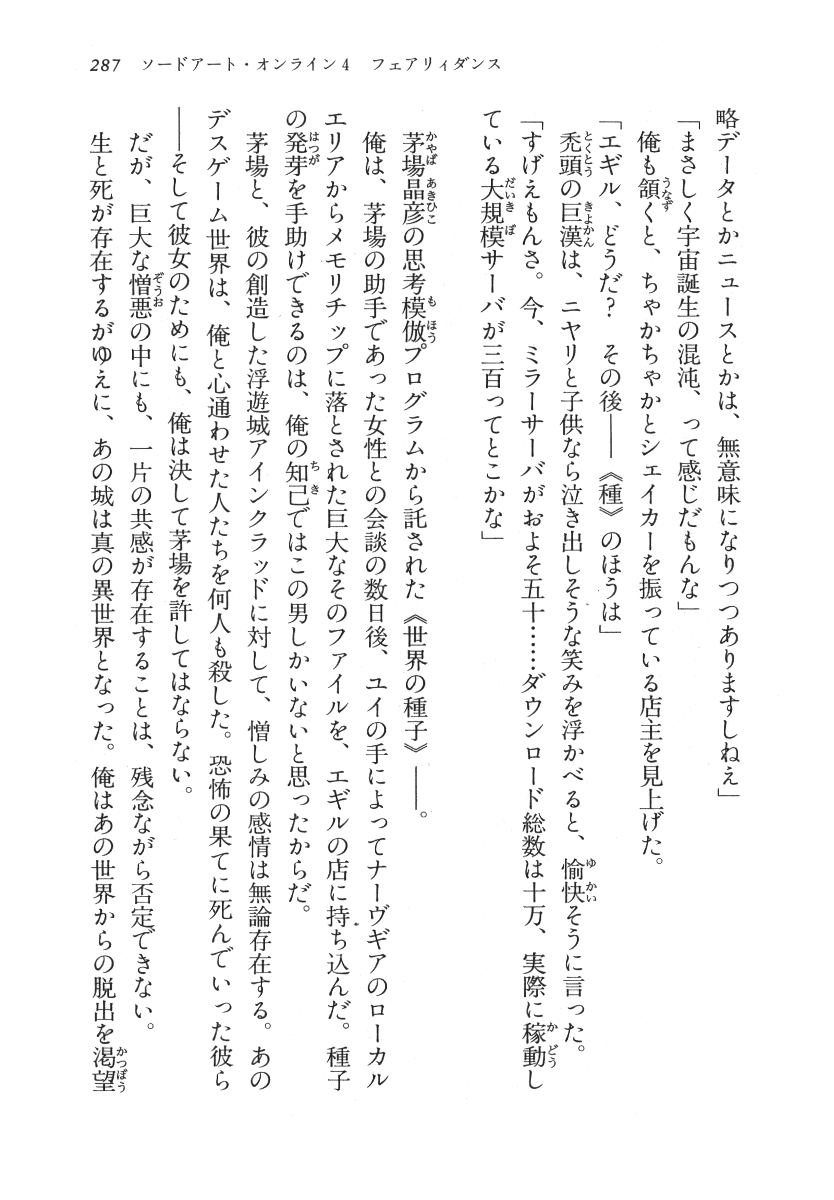 287　ソードアート・オンライン4　フェアリィダンス
略データとかニュースとかは、無意味になりつつありますしねぇ」
「まさしく宇宙誕生の混沌、って感じだもんな」
俺も頷くと、ちゃかちゃかとシェイカーを振っている店主を見上げた。
「エギル、どうだ？　その後――《種》のほうは」
禿頭の巨漢は、ニヤリと子供なら泣き出しそうな笑みを浮かべると、愉快そうに言った。
「すげえもんさ。今、ミラーサーバがおよそ五十……ダウンロード総数は十万、実際に稼動し
ている大規模サーバが三百ってとこかな」
茅場晶彦の思考模倣プログラムから託された《世界の種子》――。
俺は、茅場の助手であった女性との会談の数日後、ユイの手によってナーヴギアのローカル
エリアからメモリチップに落とされた巨大なそのファイルを、エギルの店に持ち込んだ。種子
の発芽を手助けできるのは、俺の知己ではこの男しかいないと思ったからだ。
茅場と、彼の創造した浮遊城アインクラッドに対して、憎しみの感情は無論存在する。あの
デスゲーム世界は、俺と心通わせた人たちを何人も殺した。恐怖の果てに死んでいった彼ら
――そして彼女のためにも、俺は決して茅場を許してはならない。
だが、巨大な憎悪の中にも、一片の共感が存在することは、残念ながら否定できない。
生と死が存在するがゆえに、あの城は真の異世界となった。俺はあの世界からの脱出を渇望